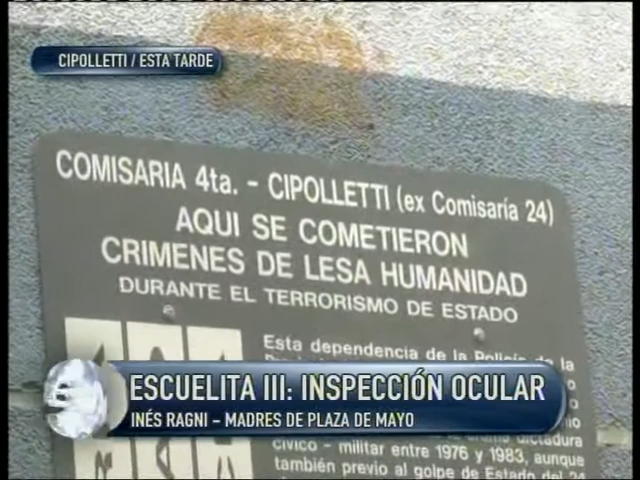 CIPOLLETTI / ESTA TARDE
COMISARIA 4ta. - CIPOLLETTI (ex Comisaría 24)
AQUI SE COMETIERON
CRIMENES DE LESA HUMANIDAD
DURANTE EL TERRORISMO DE ESTADO
Esta dependencia de la Policía de la
ESCUELITA III: INSPECCIÓN OCULAR
INÉS RAGNI – MADRES DE PLAZA DE MAYO
dictadura
cívico - militar entre 1976 y 1983, aunque
también previo al golpe de Estado del 24